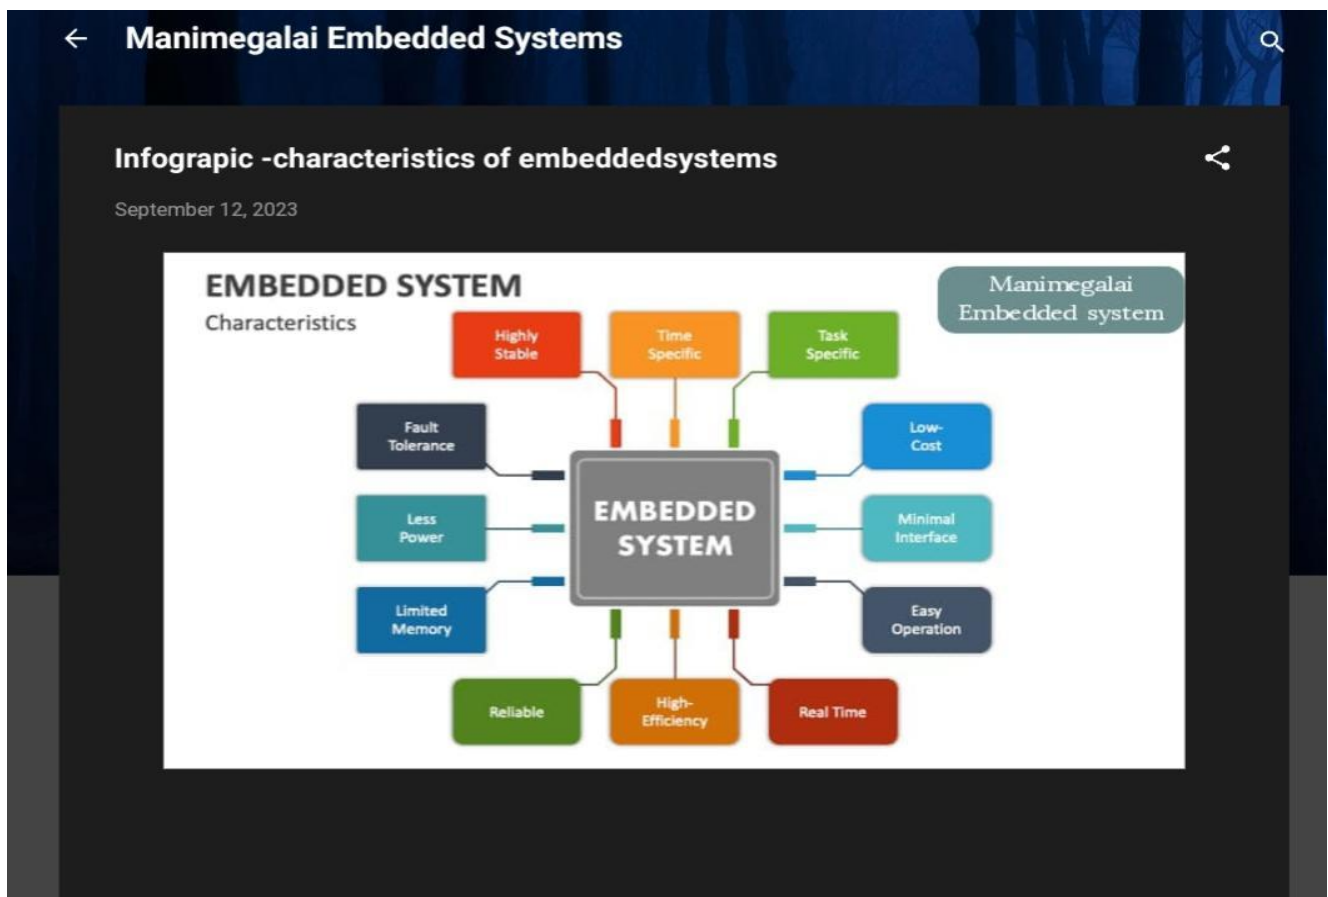 Manimegalai Embedded Systems
Infograpic -characteristics of embeddedsystems
September 12, 2023
EMBEDDED SYSTEM
Characteristics
Manimegalai
Embedded system
Highly
Stable
Time
Specific
Task
Specific
Fault
Tolerance
Low-
Cost
Less
Power
EMBEDDED
SYSTEM
Minimal
Interface
Limited
Memory
Easy
Operation
Reliable
High-
Efficiency
Real Time